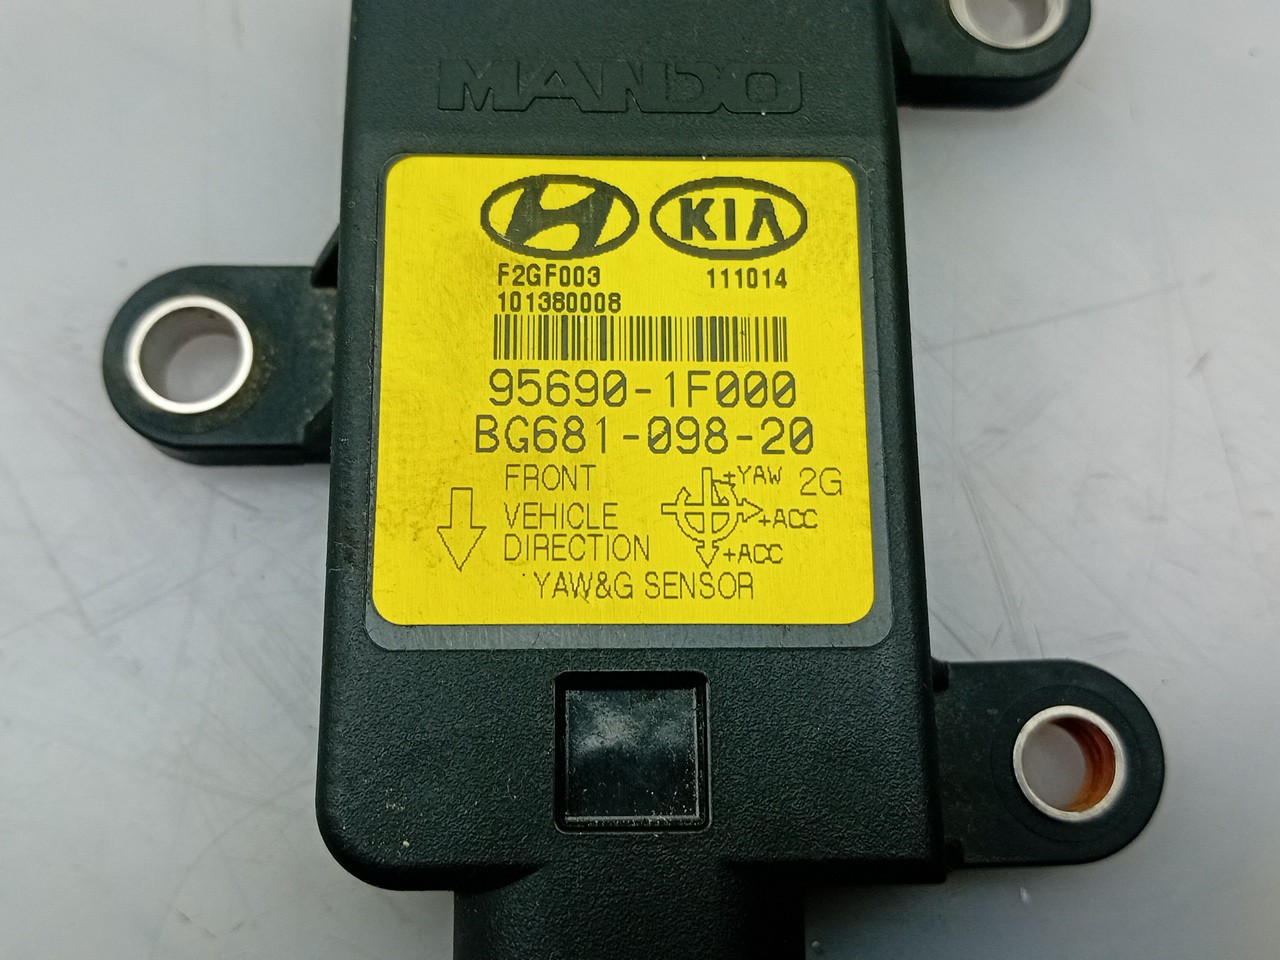 MANDO
KIA
F2GF003 111014
101380008
95690-1F000
BG681-098-20
FRONT
VEHICLE
DIRECTION
+YAW 2G
+ACC
+ACC
YAW&G SENSOR